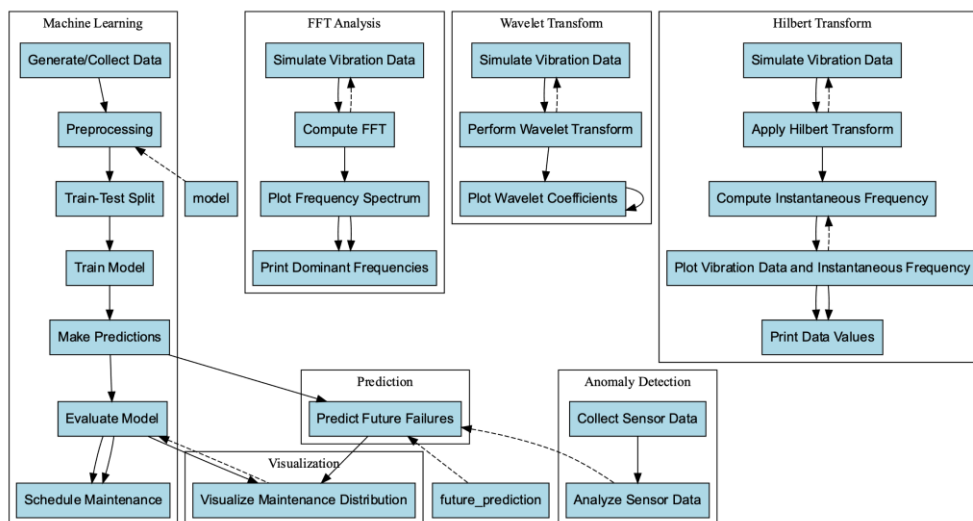 Machine Learning
Generate/Collect Data
Preprocessing
model
Train-Test Split
Train Model
Make Predictions
Evaluate Model
Schedule Maintenance
FFT Analysis
Simulate Vibration Data
Compute FFT
Plot Frequency Spectrum
Print Dominant Frequencies
Wavelet Transform
Simulate Vibration Data
Perform Wavelet Transform
Plot Wavelet Coefficients
Hilbert Transform
Simulate Vibration Data
Apply Hilbert Transform
Compute Instantaneous Frequency
Plot Vibration Data and Instantaneous Frequency
Print Data Values
Prediction
Predict Future Failures
Visualization
Visualize Maintenance Distribution
future_prediction
Anomaly Detection
Collect Sensor Data
Analyze Sensor Data